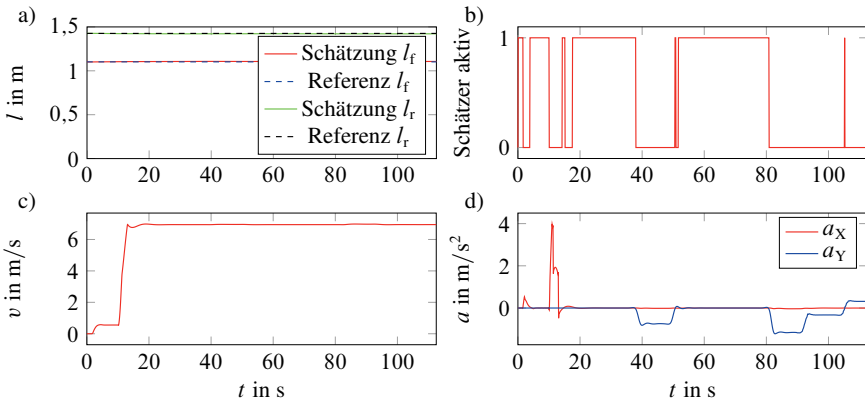 a)
1,5
1
0,5
0
l in m
Schätzung l_f
Referenz l_f
Schätzung l_r
Referenz l_r
0 20 40 60 80 100
b)
1
0
Schätzer aktiv
0 20 40 60 80 100
c)
6
4
2
0
v in m/s
0 20 40 60 80 100
t in s
d)
4
2
0
a in m/s²
a_X
a_Y
0 20 40 60 80 100
t in s